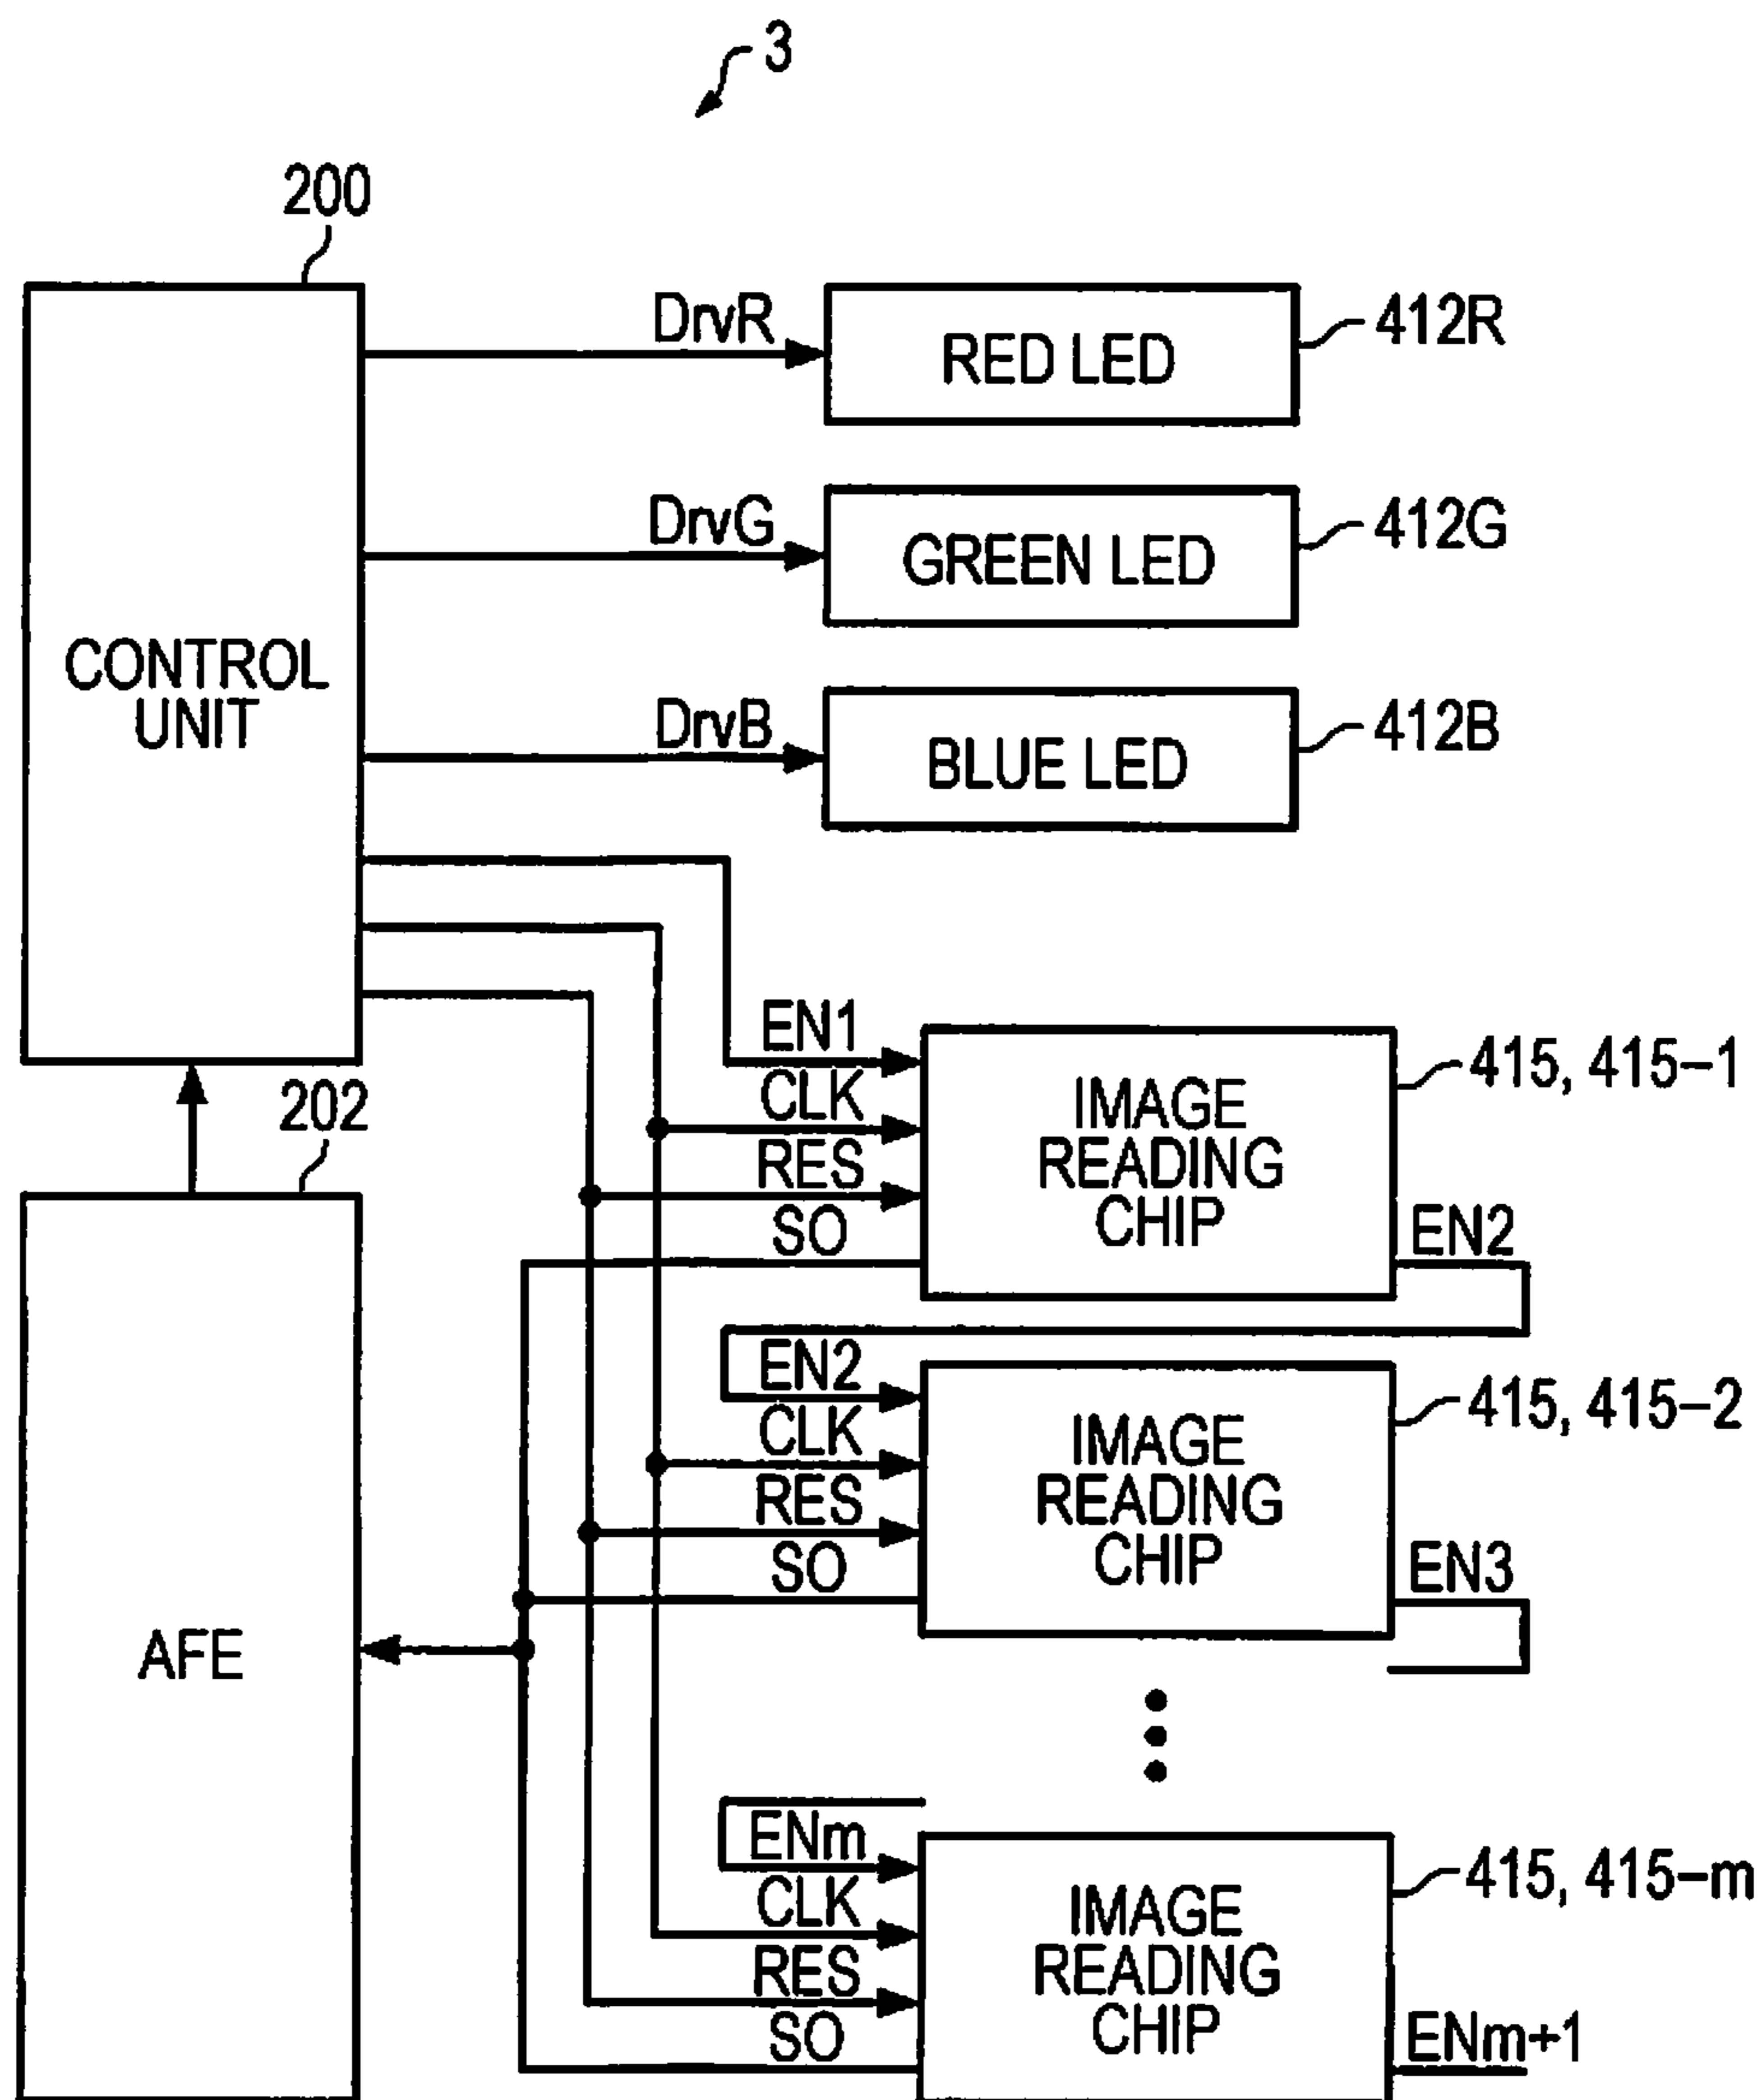 3
200
DrvR
RED LED
412R
DrvG
GREEN LED
412G
CONTROL
UNIT
DrvB
BLUE LED
412B
EN1
CLK
RES
SO
IMAGE
READING
CHIP
415, 415-1
EN2
202
AFE
EN2
CLK
RES
SO
IMAGE
READING
CHIP
415, 415-2
EN3
ENm
CLK
RES
SO
IMAGE
READING
CHIP
415, 415-m
ENm+1